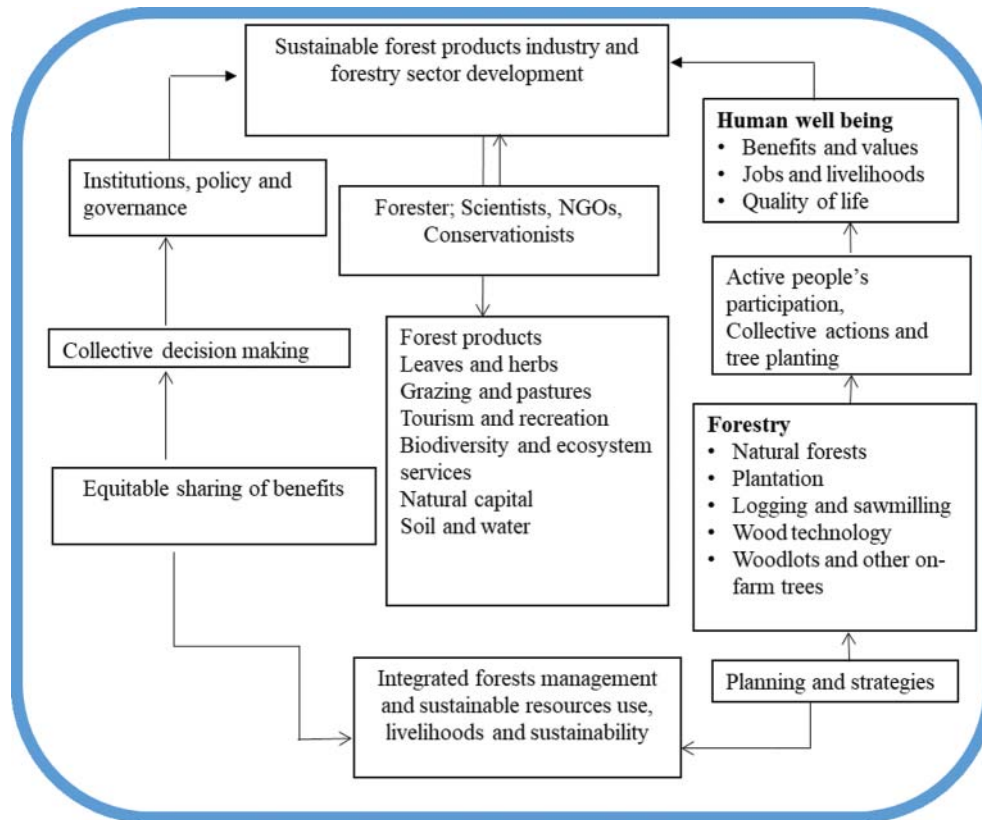 Sustainable forest products industry and
forestry sector development
Human well being
• Benefits and values
• Jobs and livelihoods
• Quality of life
Institutions, policy and
governance
Forester; Scientists, NGOs,
Conservationists
Active people’s
participation,
Collective actions and
tree planting
Collective decision making
Forest products
Leaves and herbs
Grazing and pastures
Tourism and recreation
Biodiversity and ecosystem
services
Natural capital
Soil and water
Forestry
• Natural forests
• Plantation
• Logging and sawmilling
• Wood technology
• Woodlots and other on-
farm trees
Equitable sharing of benefits
Integrated forests management
and sustainable resources use,
livelihoods and sustainability
Planning and strategies